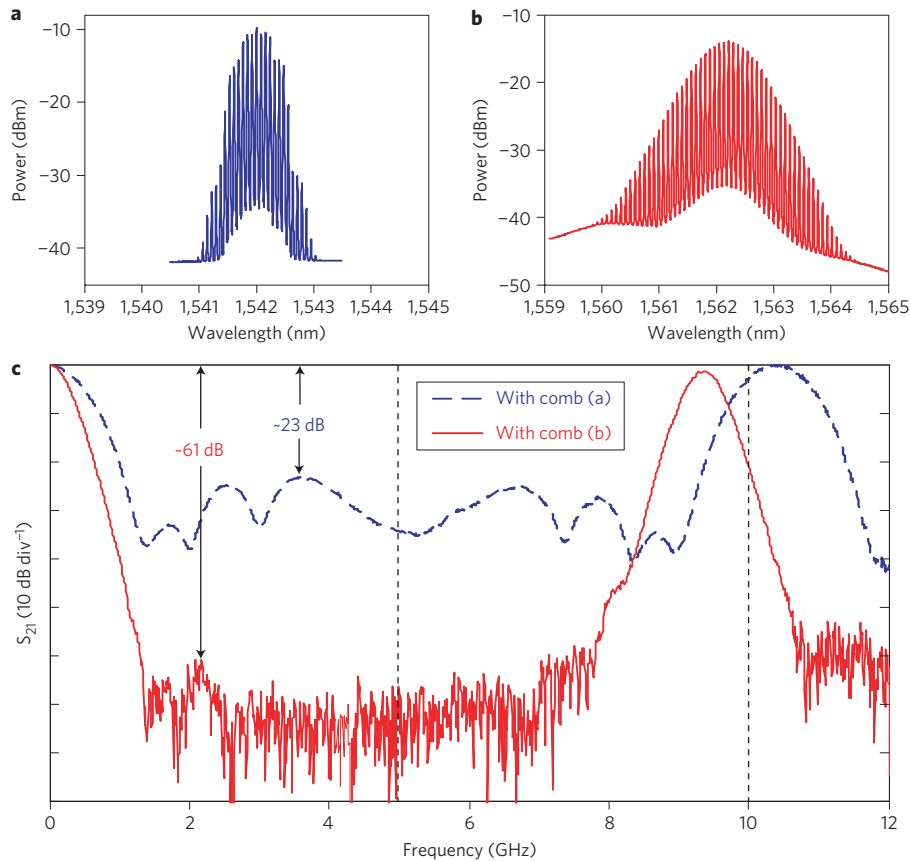 a
Power (dBm)
−10
−20
−30
−40
1,539 1,540 1,541 1,542 1,543 1,544 1,545
Wavelength (nm)
b
Power (dBm)
−10
−20
−30
−40
−50
1,559 1,560 1,561 1,562 1,563 1,564 1,565
Wavelength (nm)
c
With comb (a)
With comb (b)
~23 dB
~61 dB
S₂₁ (10 dB div⁻¹)
0 2 4 6 8 10 12
Frequency (GHz)